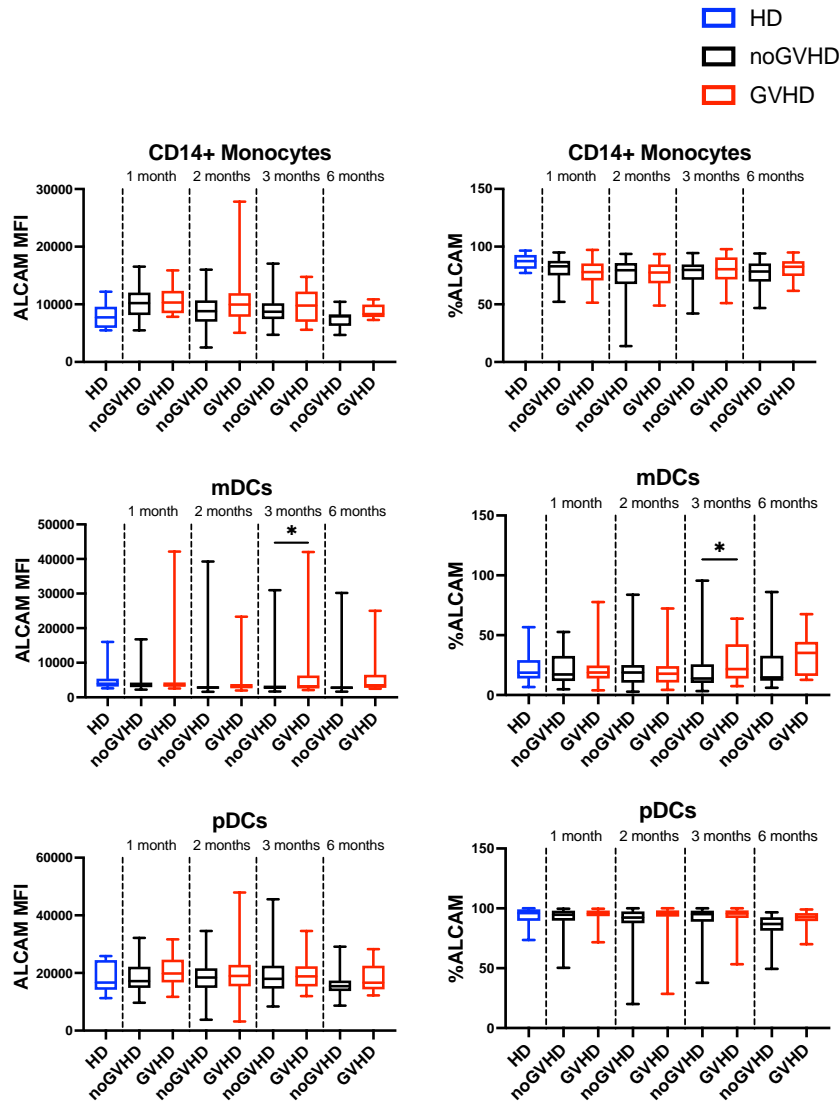 HD
noGVHD
GVHD
CD14+ Monocytes
1 month 2 months 3 months 6 months
ALCAM MFI
30000
20000
10000
0
HD noGVHD GVHD noGVHD GVHD noGVHD GVHD noGVHD GVHD
CD14+ Monocytes
1 month 2 months 3 months 6 months
%ALCAM
150
100
50
0
HD noGVHD GVHD noGVHD GVHD noGVHD GVHD noGVHD GVHD
mDCs
1 month 2 months 3 months 6 months
*
ALCAM MFI
50000
40000
30000
20000
10000
0
HD noGVHD GVHD noGVHD GVHD noGVHD GVHD noGVHD GVHD
mDCs
1 month 2 months 3 months 6 months
*
%ALCAM
150
100
50
0
HD noGVHD GVHD noGVHD GVHD noGVHD GVHD noGVHD GVHD
pDCs
1 month 2 months 3 months 6 months
ALCAM MFI
60000
40000
20000
0
HD noGVHD GVHD noGVHD GVHD noGVHD GVHD noGVHD GVHD
pDCs
1 month 2 months 3 months 6 months
%ALCAM
150
100
50
0
HD noGVHD GVHD noGVHD GVHD noGVHD GVHD noGVHD GVHD